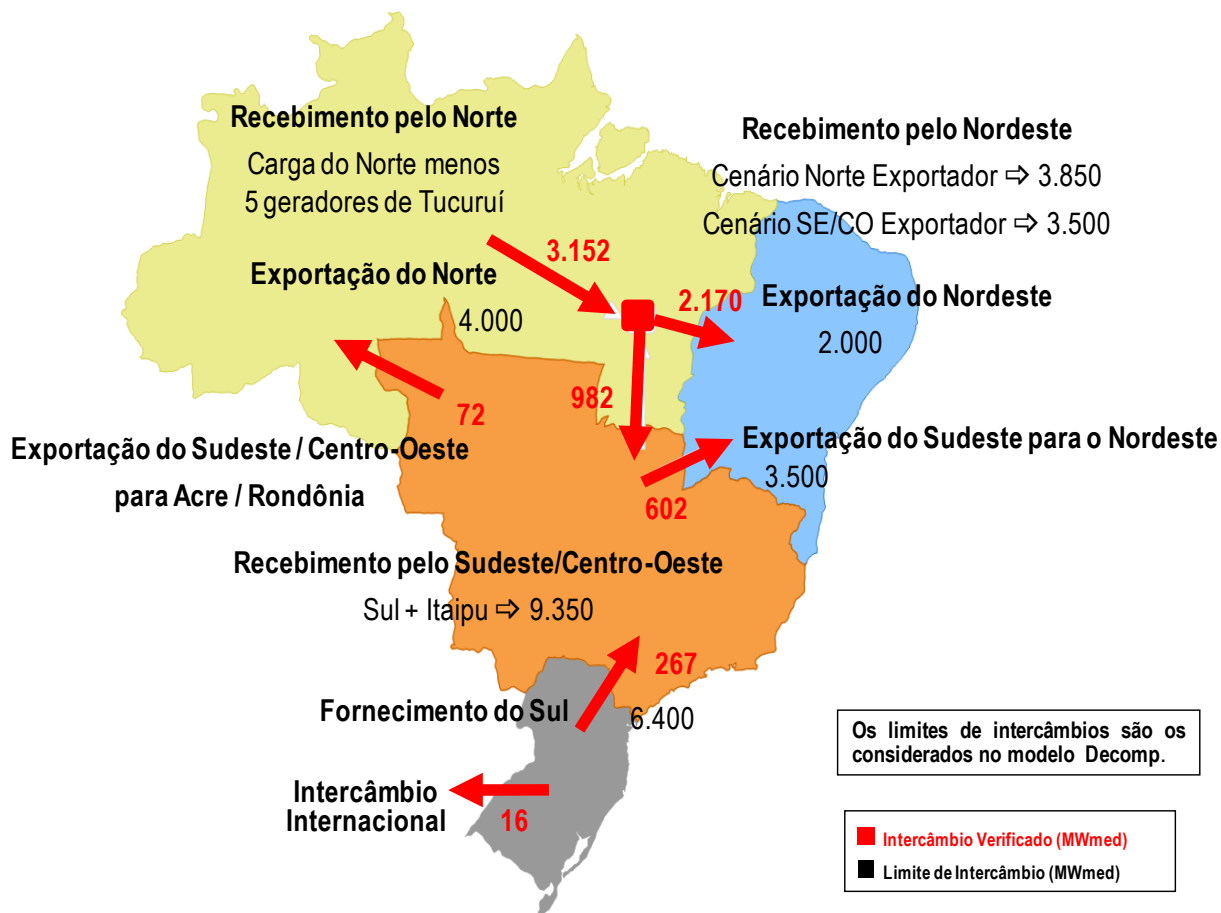 Recebimento pelo Norte
Carga do Norte menos
5 geradores de Tucuruí
Recebimento pelo Nordeste
Cenário Norte Exportador ⇨ 3.850
Cenário SE/CO Exportador ⇨ 3.500
3.152
Exportação do Norte
4.000
2.170
Exportação do Nordeste
2.000
72
982
Exportação do Sudeste / Centro-Oeste
para Acre / Rondônia
Exportação do Sudeste para o Nordeste
3.500
602
Recebimento pelo Sudeste/Centro-Oeste
Sul + Itaipu ⇨ 9.350
267
Fornecimento do Sul
6.400
Intercâmbio
Internacional
16
Os limites de intercâmbios são os
considerados no modelo Decomp.
Intercâmbio Verificado (MWmed)
Limite de Intercâmbio (MWmed)